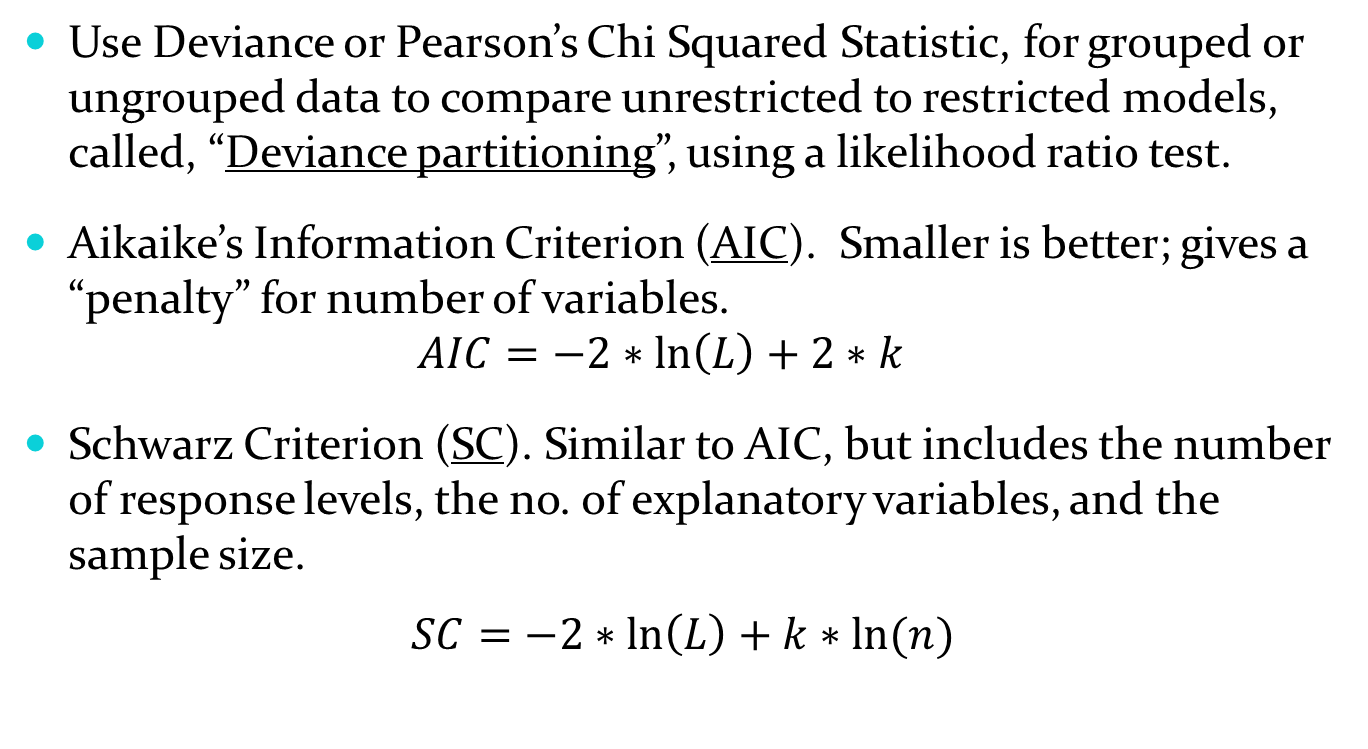 • Use Deviance or Pearson’s Chi Squared Statistic, for grouped or
ungrouped data to compare unrestricted to restricted models,
called, “Deviance partitioning”, using a likelihood ratio test.
• Aikaike’s Information Criterion (AIC).  Smaller is better; gives a
“penalty” for number of variables.
AIC = −2 ∗ ln(L) + 2 ∗ k
• Schwarz Criterion (SC). Similar to AIC, but includes the number
of response levels, the no. of explanatory variables, and the
sample size.
SC = −2 ∗ ln(L) + k ∗ ln(n)